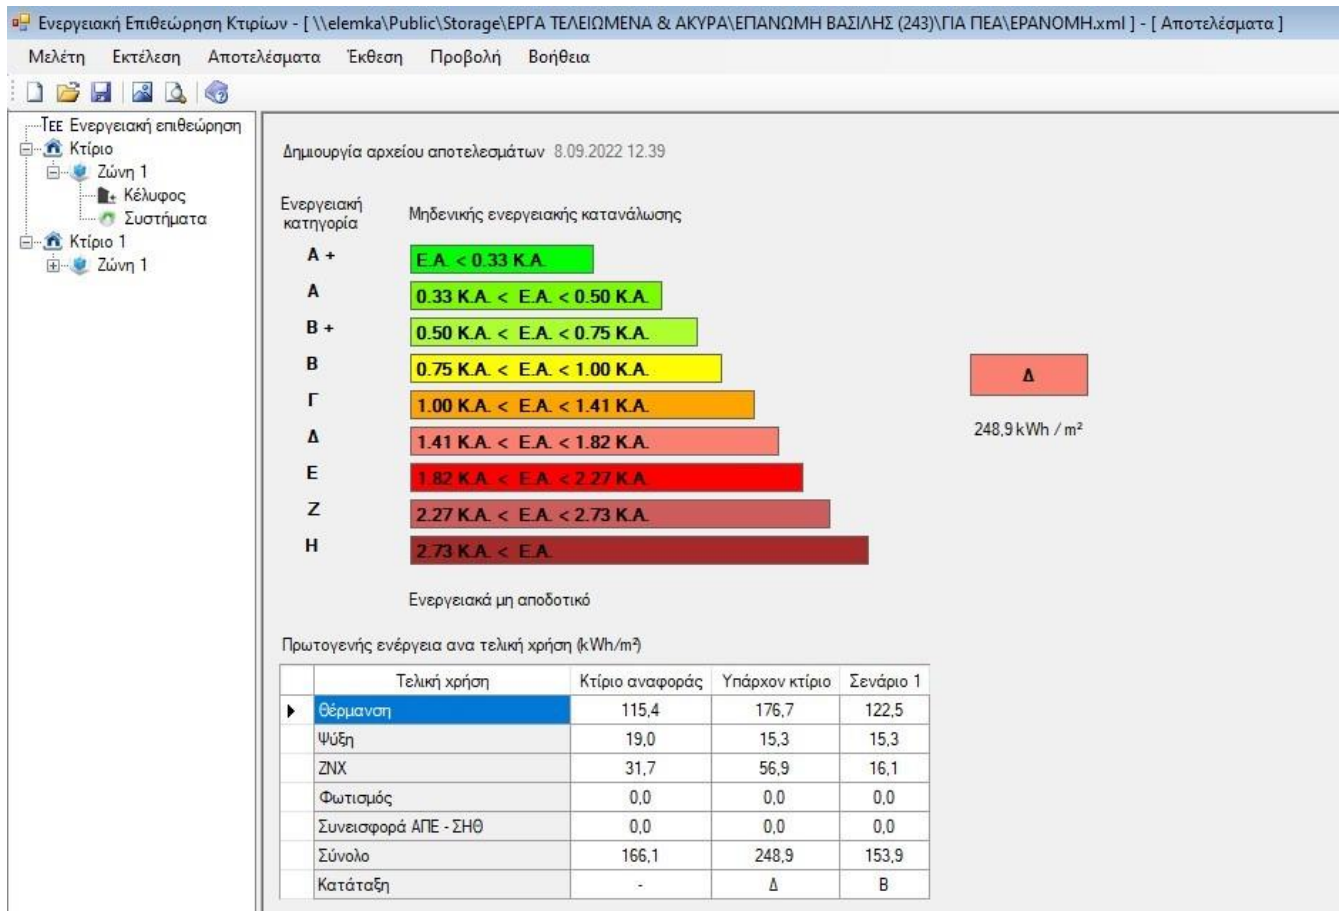 Ενεργειακή Επιθεώρηση Κτιρίων - [ \\elemka\Public\Storage\ΕΡΓΑ ΤΕΛΕΙΩΜΕΝΑ & ΑΚΥΡΑ\ΕΠΑΝΩΜΗ ΒΑΣΙΛΗΣ (243)\ΓΙΑ ΠΕΑ\EPANOMH.xml ] - [ Αποτελέσματα ]
Μελέτη Εκτέλεση Αποτελέσματα Έκθεση Προβολή Βοήθεια
ΤΕΕ Ενεργειακή επιθεώρηση
Κτίριο
Ζώνη 1
Κέλυφος
Συστήματα
Κτίριο 1
Ζώνη 1
Δημιουργία αρχείου αποτελεσμάτων 8.09.2022 12.39
Ενεργειακή κατηγορία
Μηδενικής ενεργειακής κατανάλωσης
Α + Ε.Α. < 0.33 Κ.Α.
Α 0.33 Κ.Α. < Ε.Α. < 0.50 Κ.Α.
Β + 0.50 Κ.Α. < Ε.Α. < 0.75 Κ.Α.
Β 0.75 Κ.Α. < Ε.Α. < 1.00 Κ.Α.
Γ 1.00 Κ.Α. < Ε.Α. < 1.41 Κ.Α.
Δ 1.41 Κ.Α. < Ε.Α. < 1.82 Κ.Α.
Ε 1.82 Κ.Α. < Ε.Α. < 2.27 Κ.Α.
Ζ 2.27 Κ.Α. < Ε.Α. < 2.73 Κ.Α.
Η 2.73 Κ.Α. < Ε.Α.
Δ
248,9 kWh / m²
Ενεργειακά μη αποδοτικό
Πρωτογενής ενέργεια ανα τελική χρήση (kWh/m²)
Τελική χρήση Κτίριο αναφοράς Υπάρχον κτίριο Σενάριο 1
Θέρμανση 115,4 176,7 122,5
Ψύξη 19,0 15,3 15,3
ΖΝΧ 31,7 56,9 16,1
Φωτισμός 0,0 0,0 0,0
Συνεισφορά ΑΠΕ - ΣΗΘ 0,0 0,0 0,0
Σύνολο 166,1 248,9 153,9
Κατάταξη - Δ Β